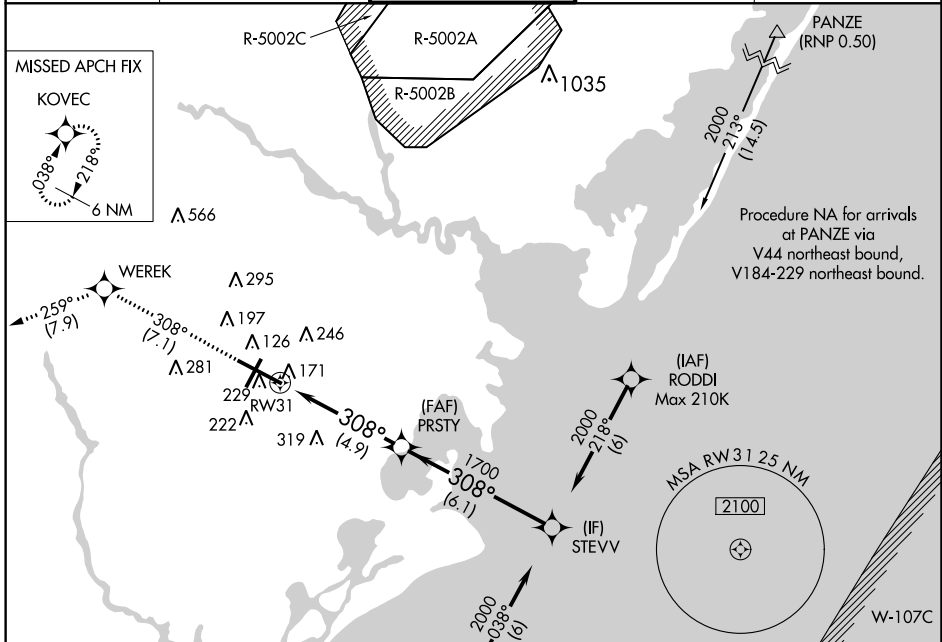 R-5002C
R-5002A
R-5002B
1035
PANZE
(RNP 0.50)
2000
213°
(14.5)
MISSED APCH FIX
KOVEC
038°
218°
6 NM
566
Procedure NA for arrivals
at PANZE via
V44 northeast bound,
V184-229 northeast bound.
WEREK
259°
(7.9)
308°
(7.1)
295
197
126
246
281
171
229
RW31
222
319
308°
(4.9)
(FAF)
PRSTY
1700
308°
(6.1)
(IAF)
RODDI
Max 210K
2000
218°
(6)
(IF)
STEVV
2000
038°
(6)
MSA RW31 25 NM
2100
W-107C